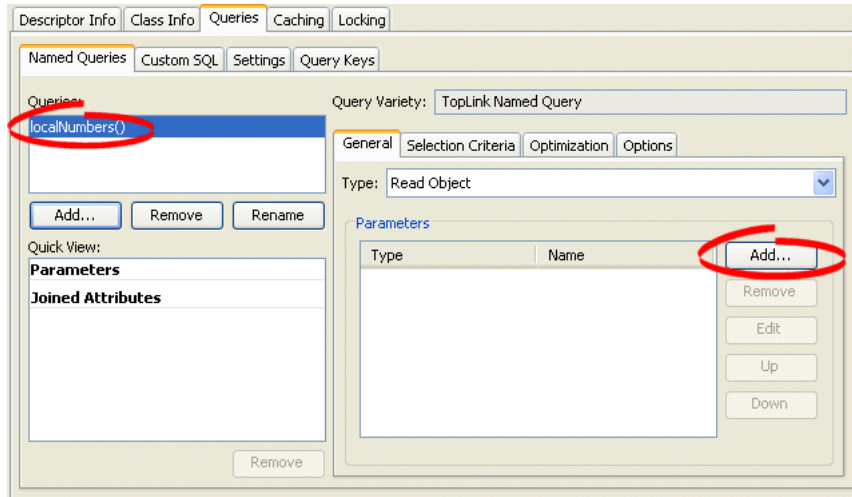 Descriptor Info Class Info Queries Caching Locking
Named Queries Custom SQL Settings Query Keys
Queries:
localNumbers()
Add... Remove Rename
Quick View:
Parameters
Joined Attributes
Remove
Query Variety: TopLink Named Query
General Selection Criteria Optimization Options
Type: Read Object
Parameters
Type Name
Add...
Remove
Edit
Up
Down